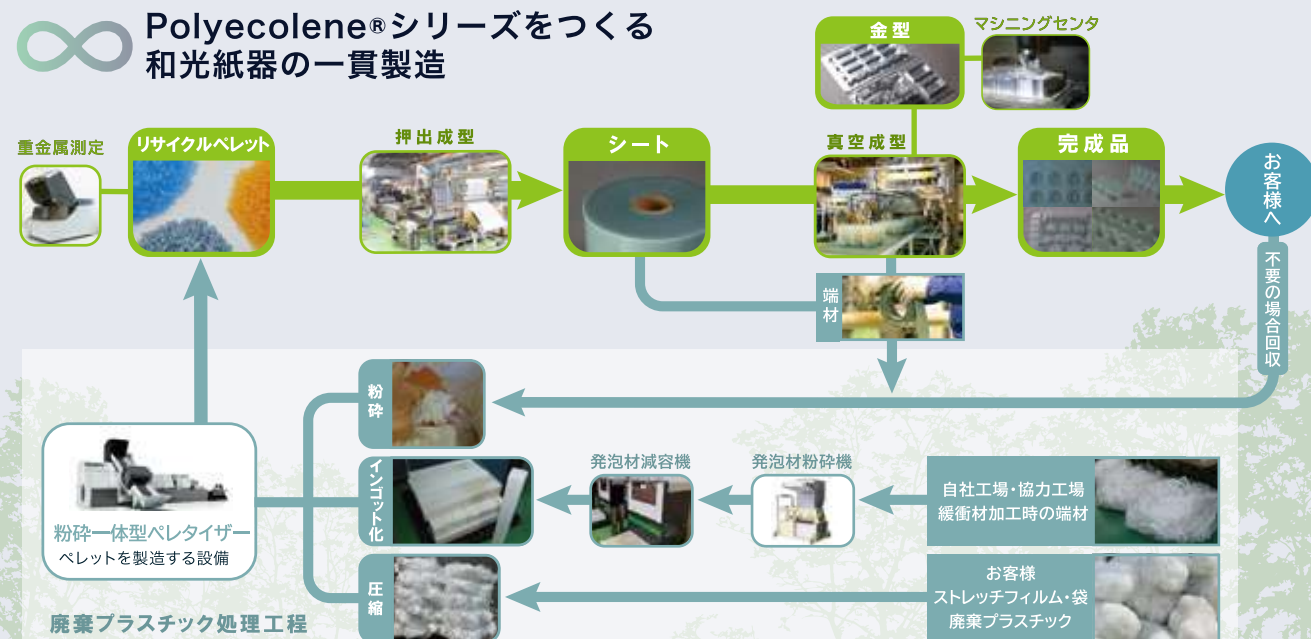 Polyecolene®シリーズをつくる
和光紙器の一貫製造
金型
マシニングセンタ
重金属測定
リサイクルペレット
押出成型
シート
真空成型
完成品
お客様へ
端材
不要の場合回収
粉砕
インゴット化
発泡材減容機
発泡材粉砕機
自社工場・協力工場
緩衝材加工時の端材
粉砕一体型ペレタイザー
ペレットを製造する設備
圧縮
お客様
ストレッチフィルム・袋
廃棄プラスチック
廃棄プラスチック処理工程